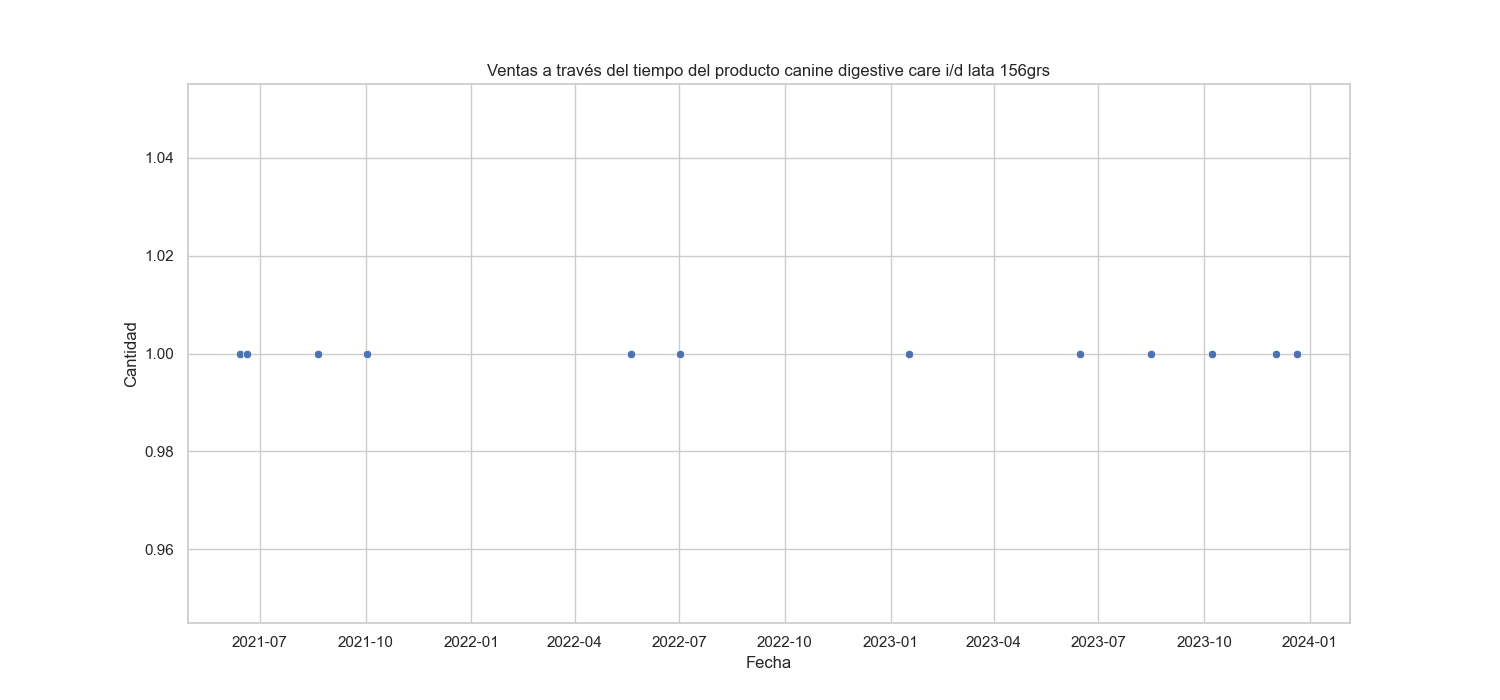 Ventas a través del tiempo del producto canine digestive care i/d lata 156grs
1.04
1.02
1.00
0.98
0.96
Cantidad
2021-07 2021-10 2022-01 2022-04 2022-07 2022-10 2023-01 2023-04 2023-07 2023-10 2024-01
Fecha